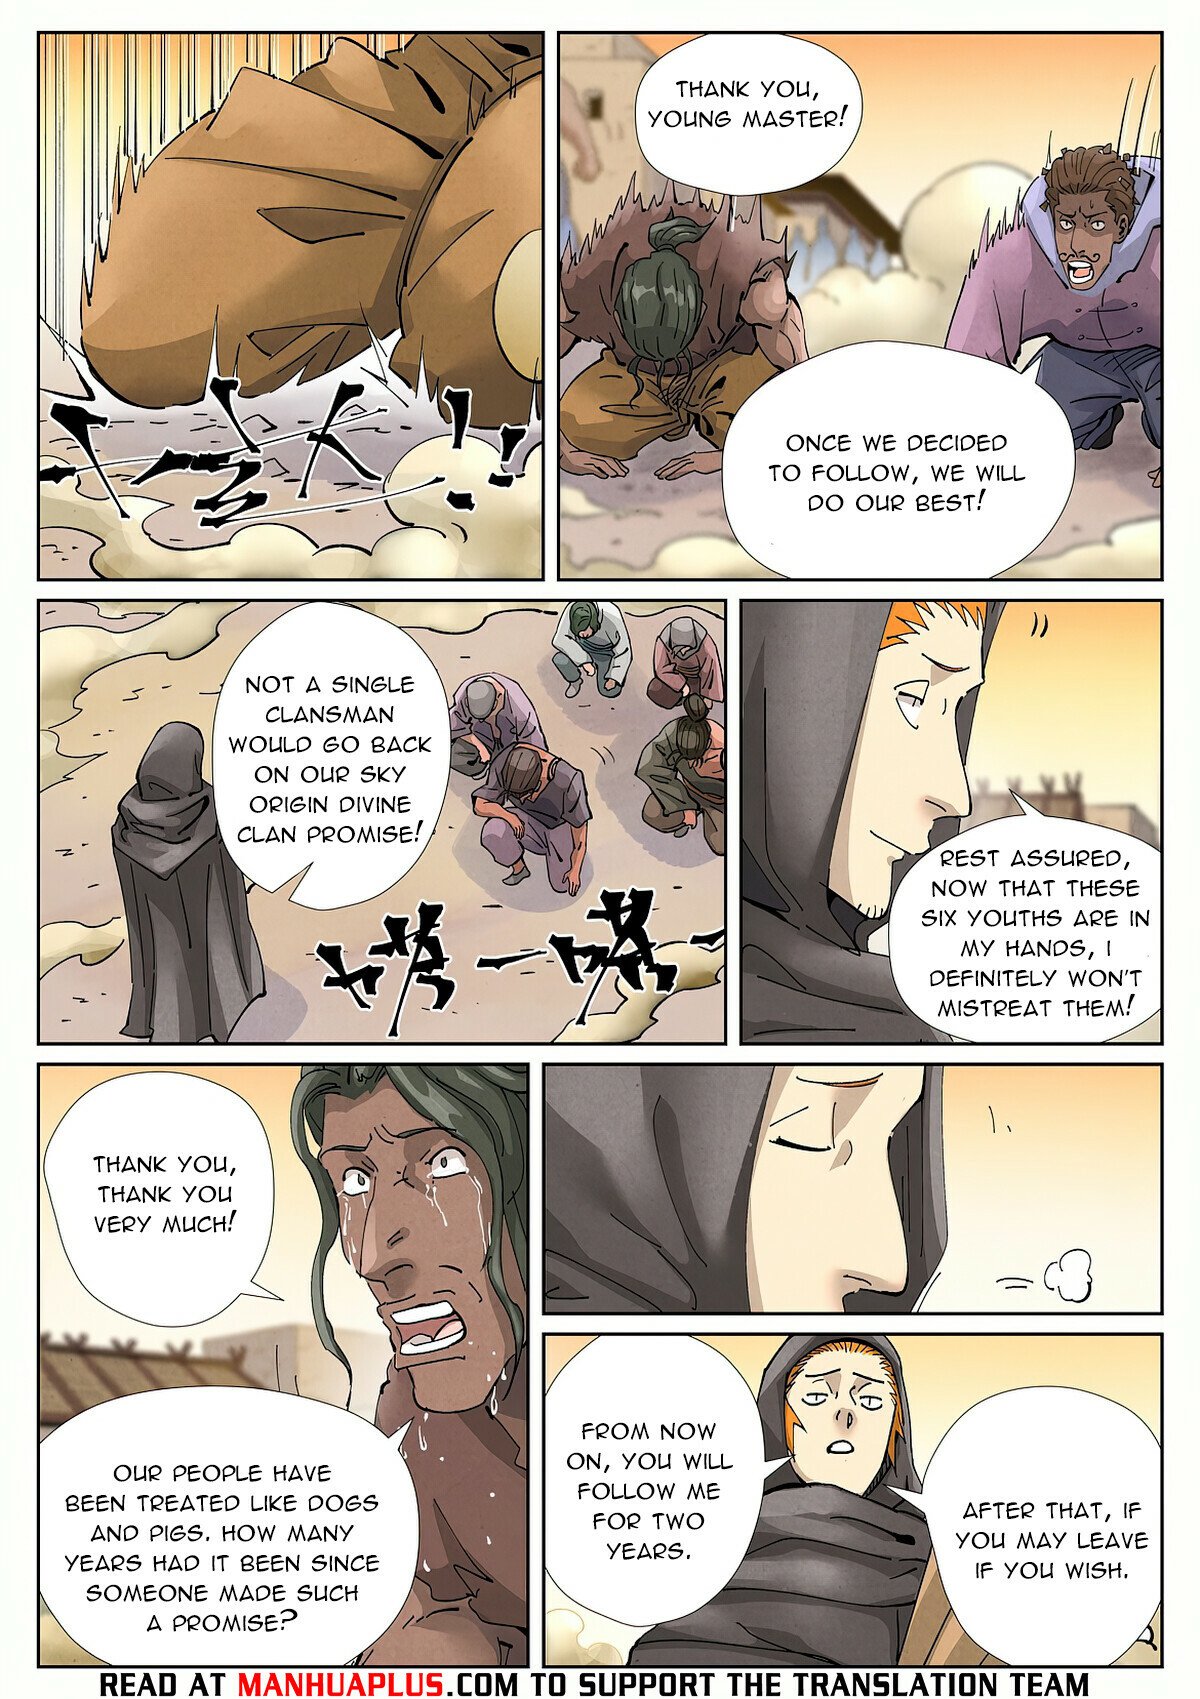 THANK YOU,
YOUNG MASTER!
ONCE WE DECIDED
TO FOLLOW, WE WILL
DO OUR BEST!
NOT A SINGLE
CLANSMAN
WOULD GO BACK
ON OUR SKY
ORIGIN DIVINE
CLAN PROMISE!
REST ASSURED,
NOW THAT THESE
SIX YOUTHS ARE IN
MY HANDS, I
DEFINITELY WON'T
MISTREAT THEM!
THANK YOU,
THANK YOU
VERY MUCH!
OUR PEOPLE HAVE
BEEN TREATED LIKE DOGS
AND PIGS. HOW MANY
YEARS HAD IT BEEN SINCE
SOMEONE MADE SUCH
A PROMISE?
FROM NOW
ON, YOU WILL
FOLLOW ME
FOR TWO
YEARS.
AFTER THAT, IF
YOU MAY LEAVE
IF YOU WISH.
READ AT MANHUAPLUS.COM TO SUPPORT THE TRANSLATION TEAM